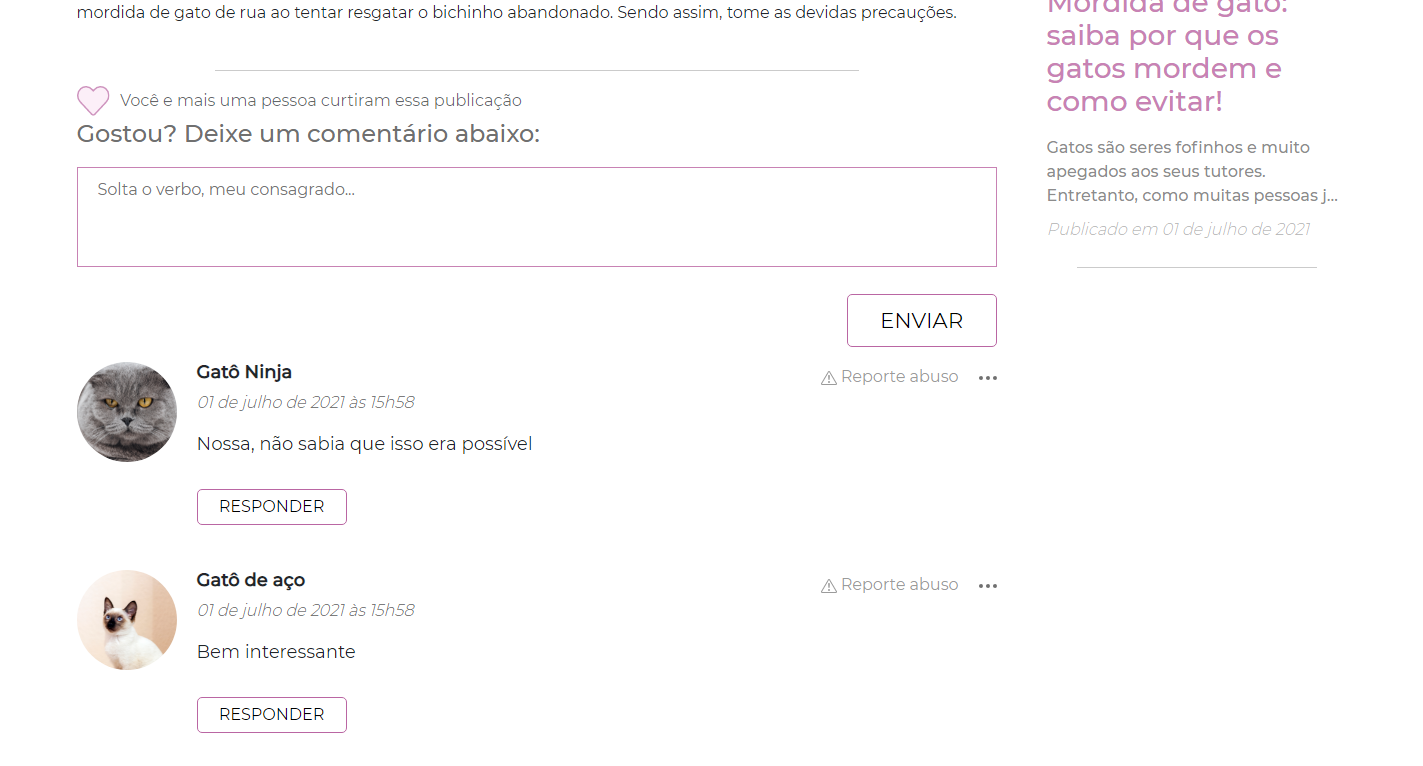 mordida de gato de rua ao tentar resgatar o bichinho abandonado. Sendo assim, tome as devidas precauções.
Você e mais uma pessoa curtiram essa publicação
Gostou? Deixe um comentário abaixo:
Solta o verbo, meu consagrado...
ENVIAR
Gatô Ninja
Reporte abuso
01 de julho de 2021 às 15h58
Nossa, não sabia que isso era possível
RESPONDER
Gatô de aço
Reporte abuso
01 de julho de 2021 às 15h58
Bem interessante
RESPONDER
Mordida de gato:
saiba por que os
gatos mordem e
como evitar!
Gatos são seres fofinhos e muito
apegados aos seus tutores.
Entretanto, como muitas pessoas j...
Publicado em 01 de julho de 2021